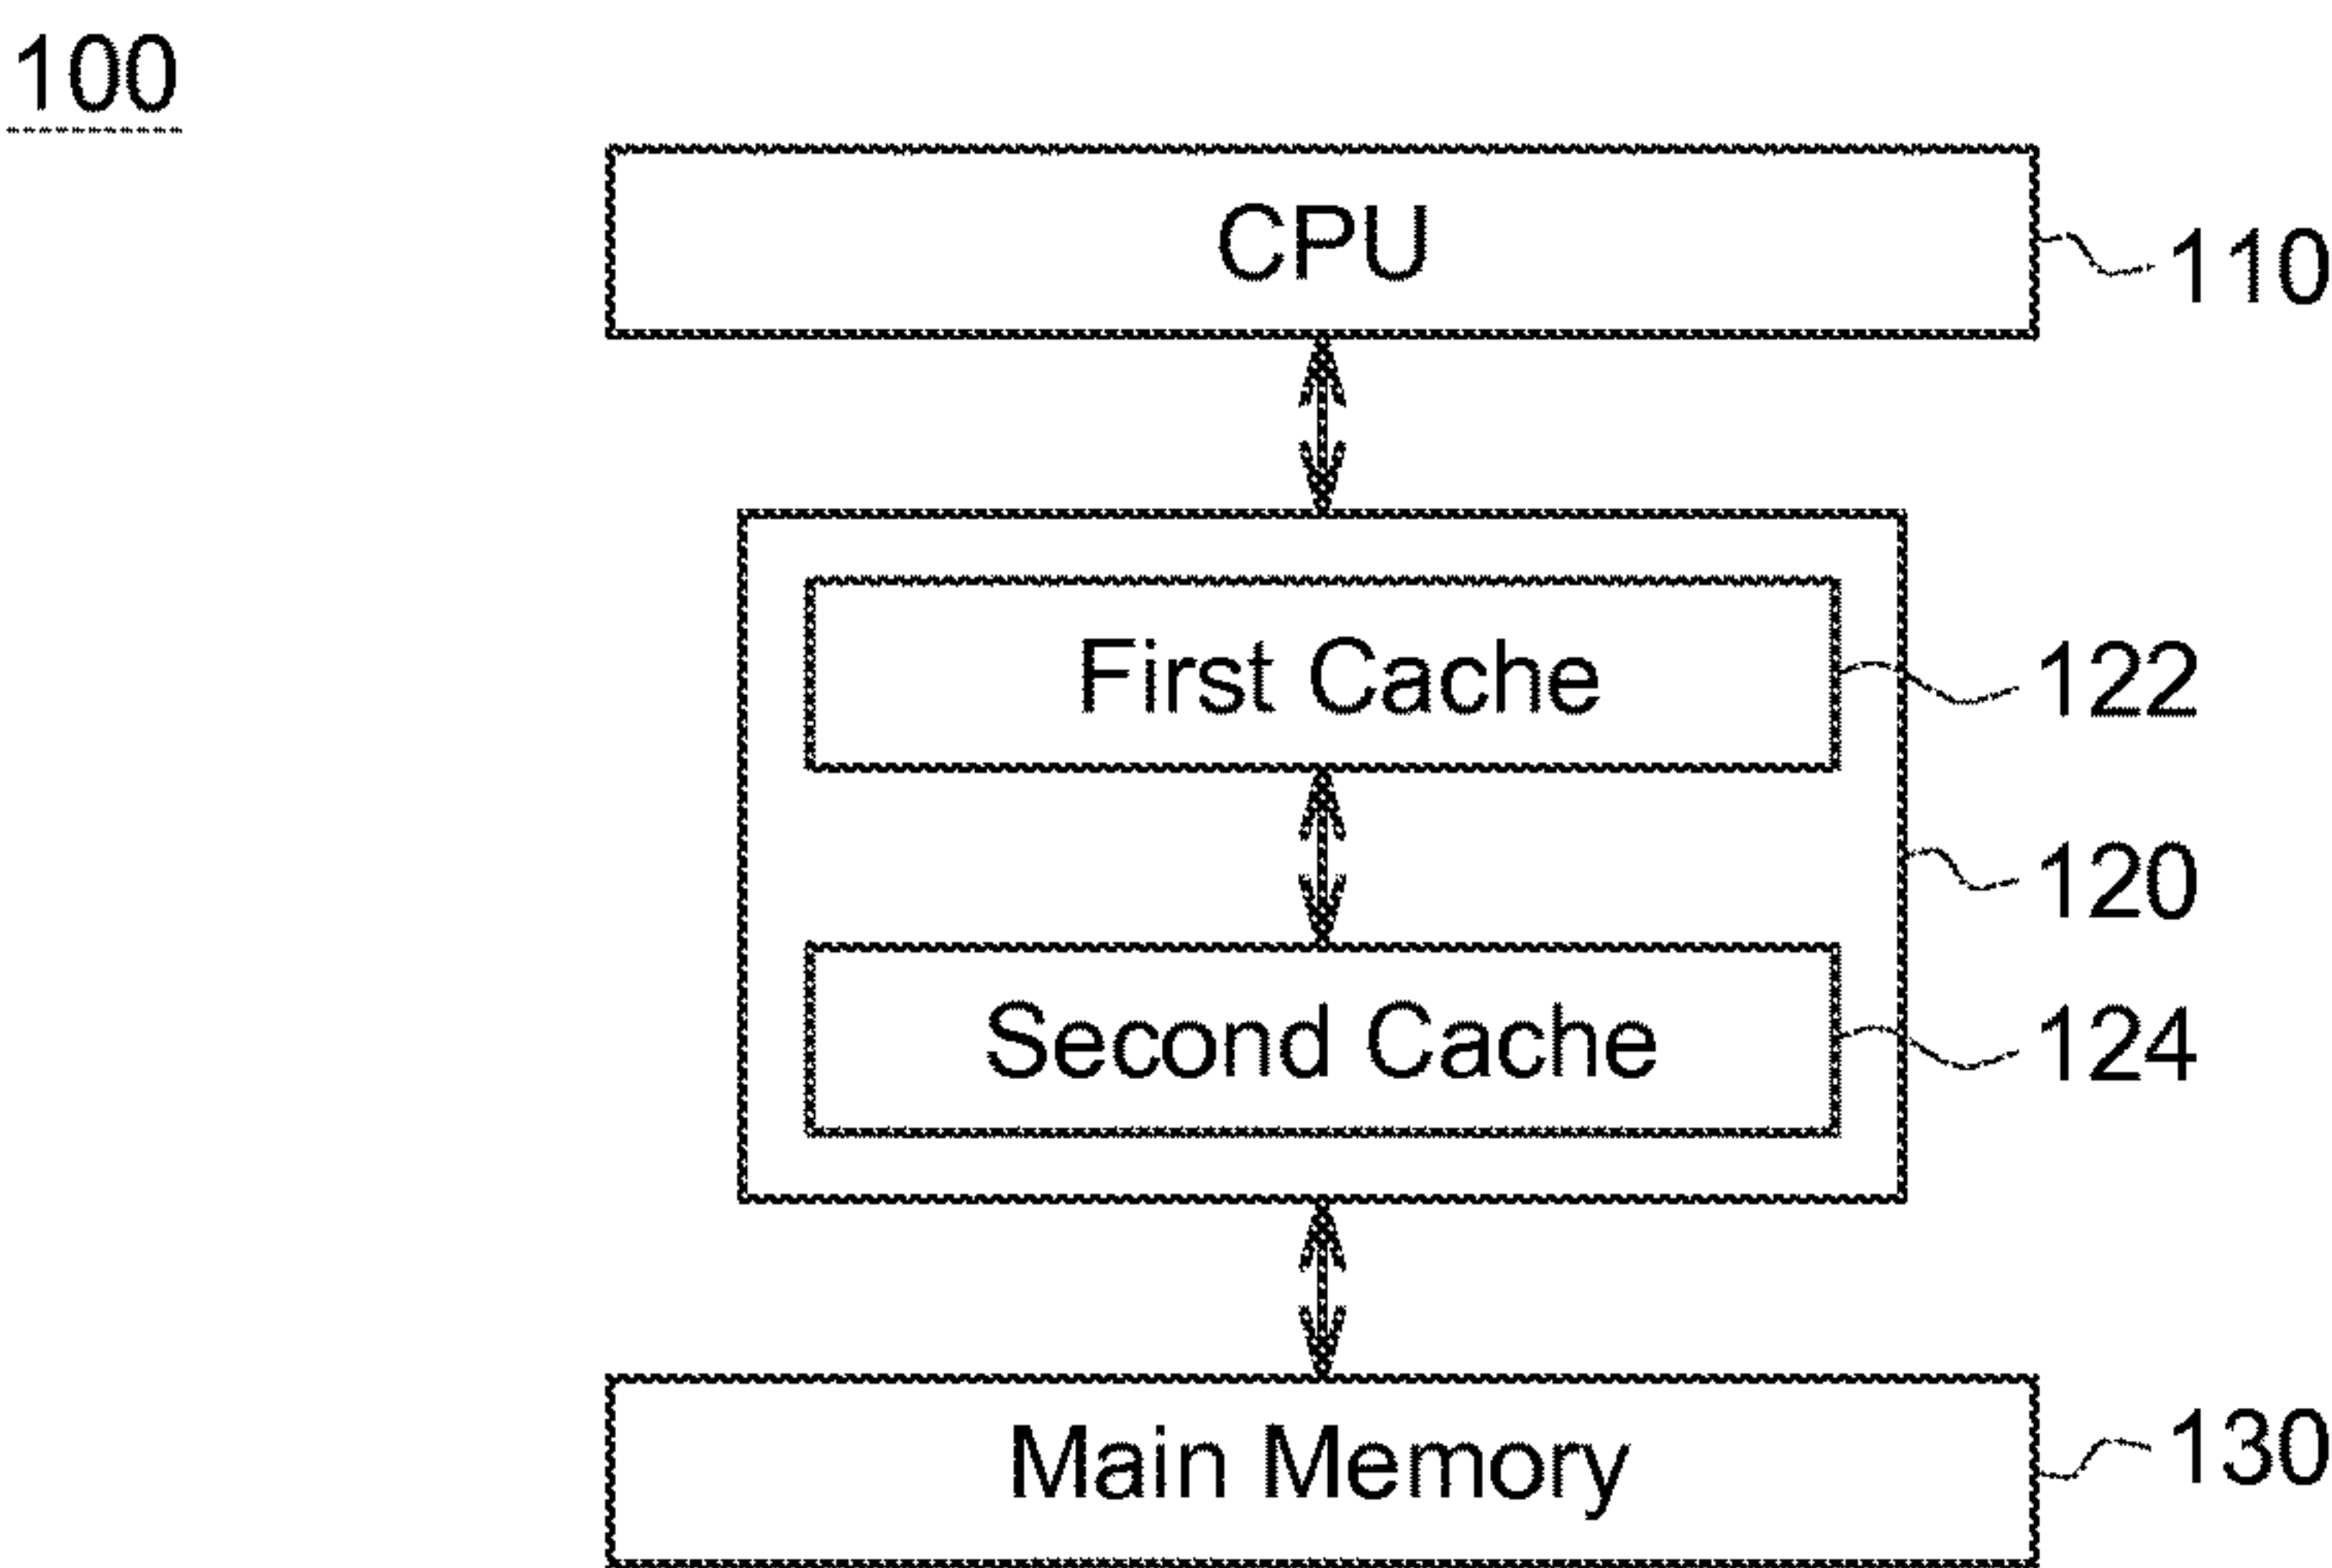 100
CPU
110
First Cache
122
120
Second Cache
124
Main Memory
130